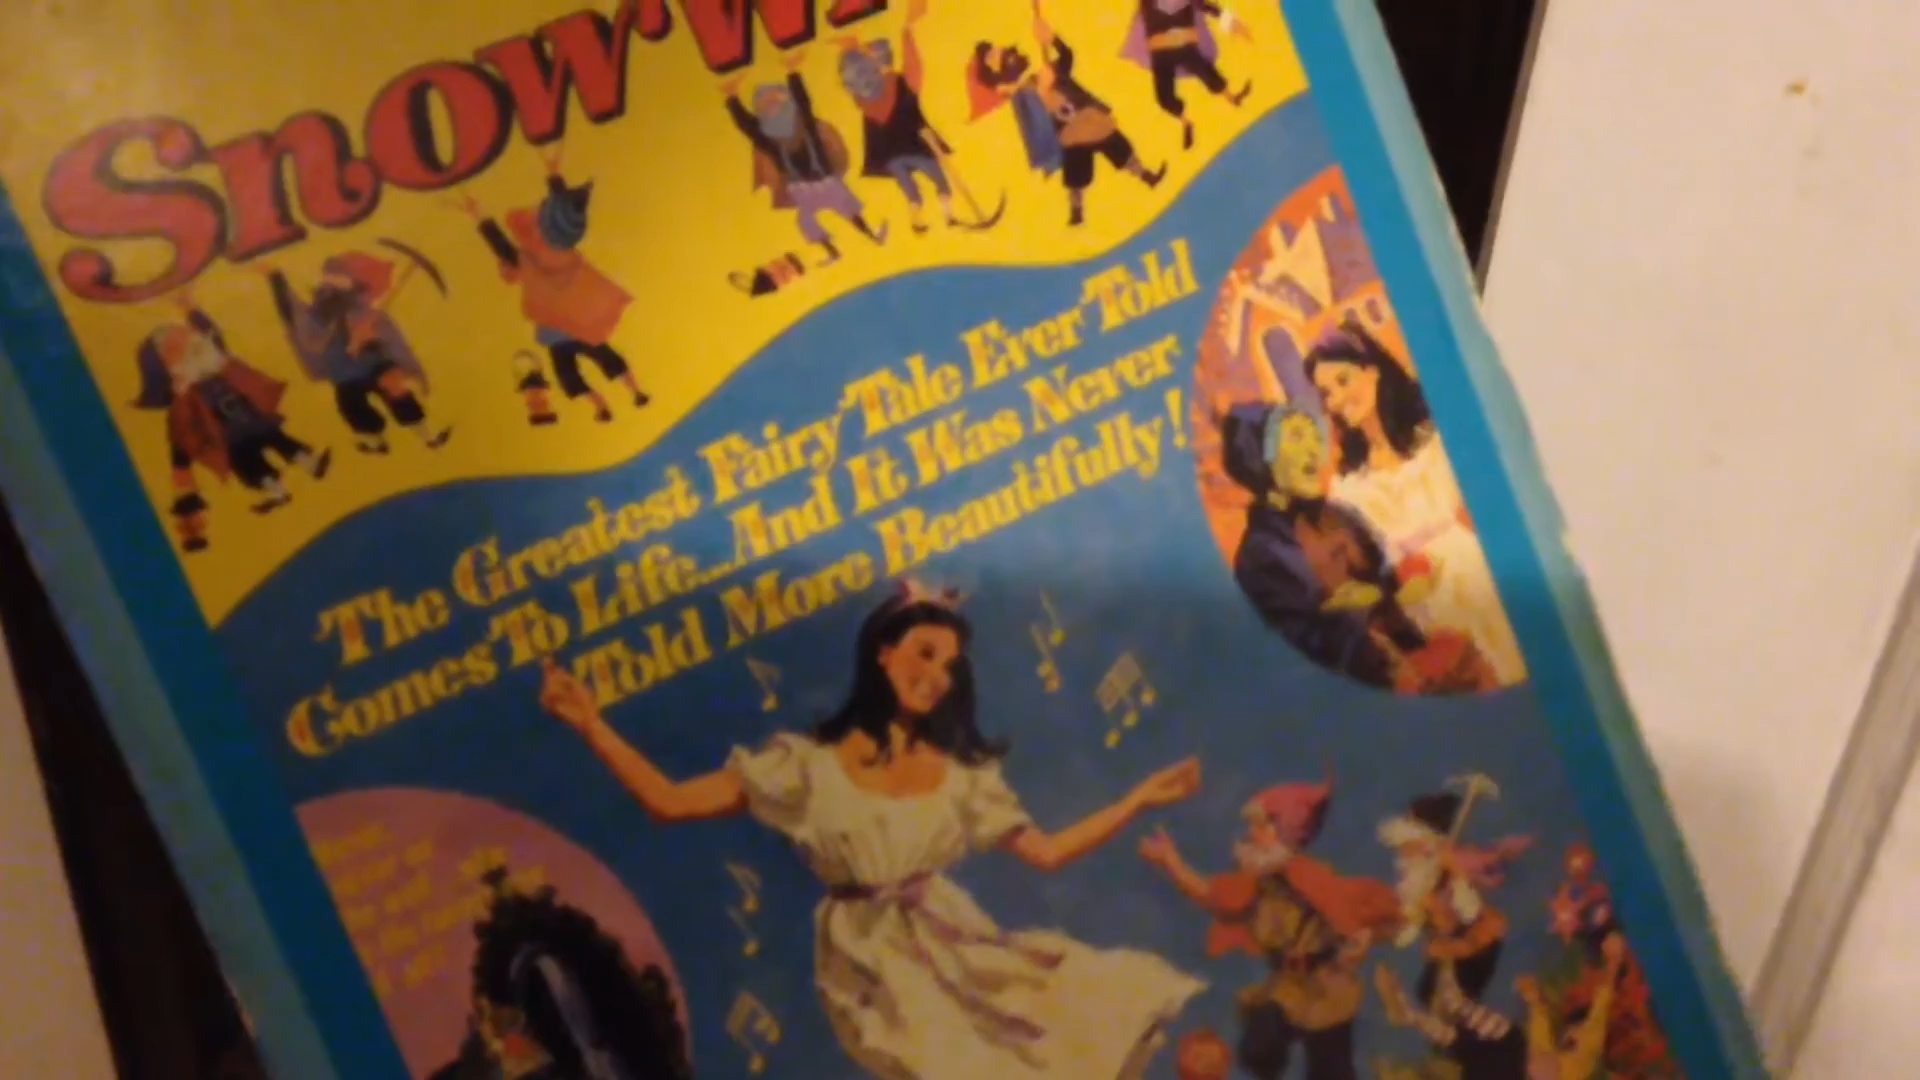 Snow W
The Greatest Fairy Tale Ever Told
Comes To Life...And It Was Never
Told More Beautifully!